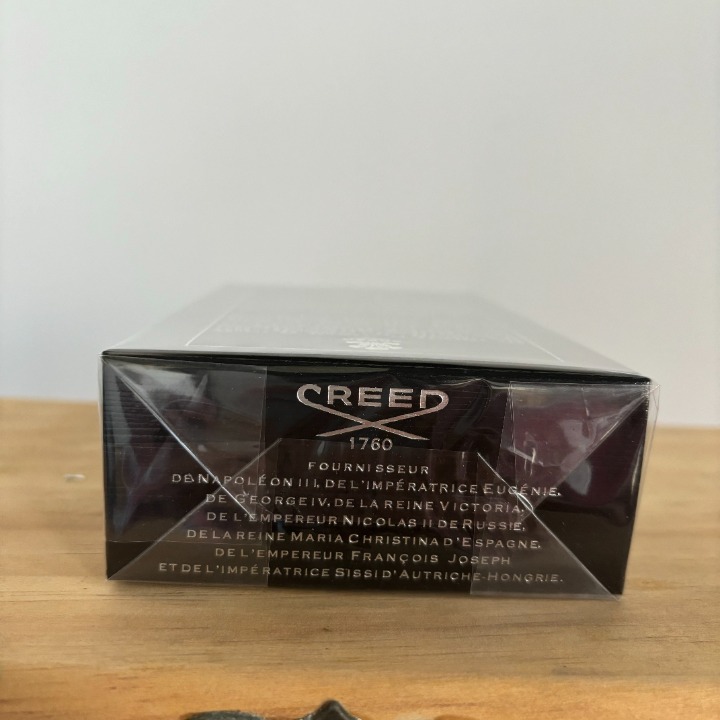 CREED
1760
FOURNISSEUR
DE NAPOLÉON III, DE L'IMPÉRATRICE EUGÉNIE,
DE GEORGE IV, DE LA REINE VICTORIA,
DE L'EMPEREUR NICOLAS II DE RUSSIE,
DE LA REINE MARIA CHRISTINA D'ESPAGNE,
DE L'EMPEREUR FRANÇOIS JOSEPH
ET DE L'IMPÉRATRICE SISSI D'AUTRICHE-HONGRIE.